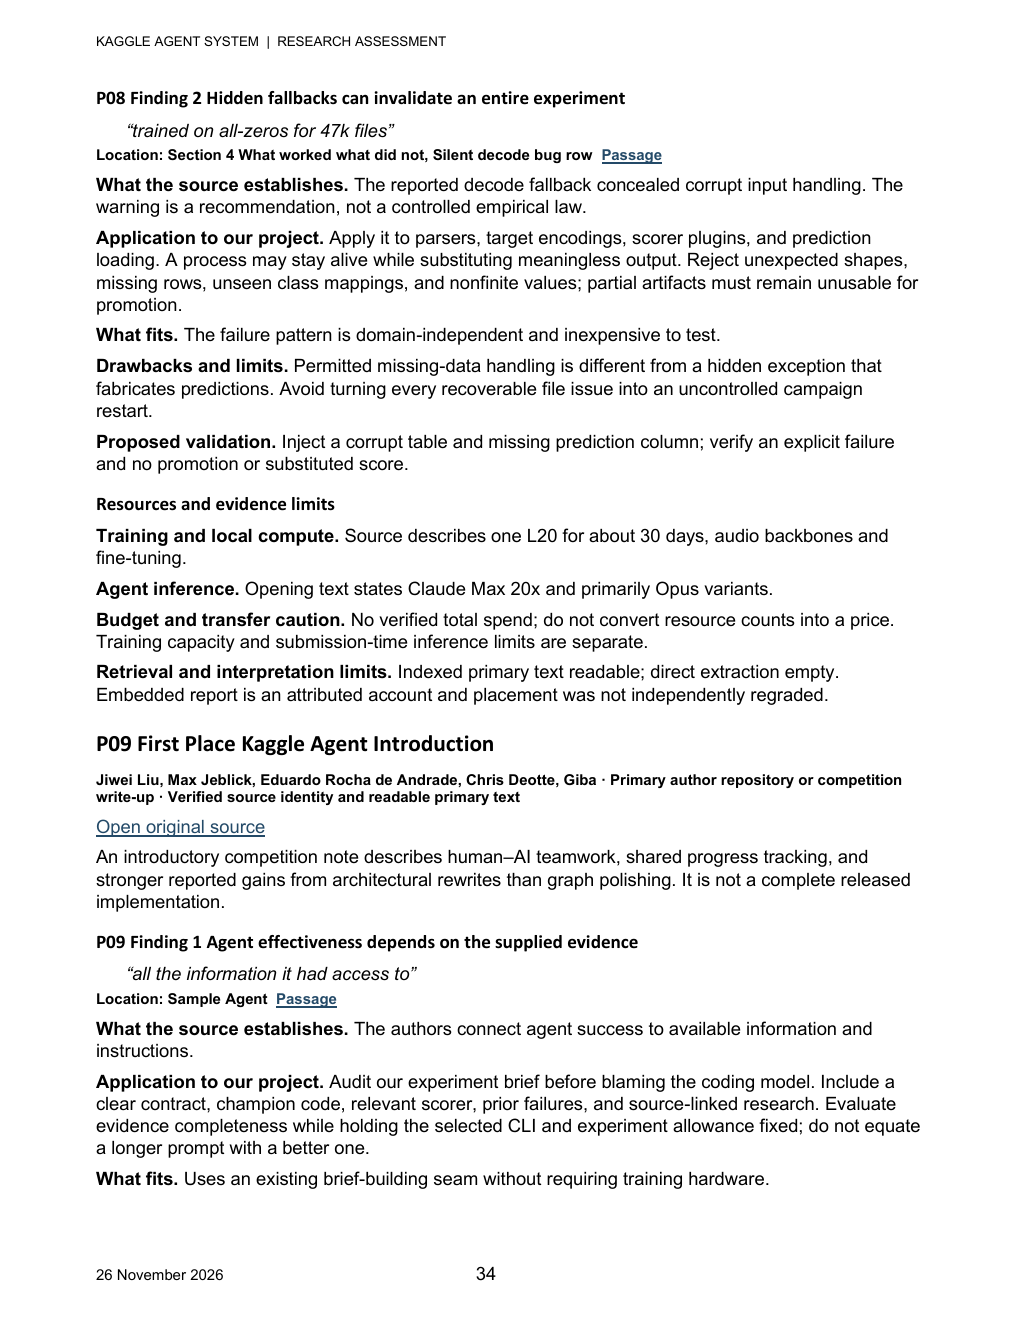 KAGGLE AGENT SYSTEM | RESEARCH ASSESSMENT
P08 Finding 2 Hidden fallbacks can invalidate an entire experiment
“trained on all-zeros for 47k files”
Location: Section 4 What worked what did not, Silent decode bug row Passage
What the source establishes. The reported decode fallback concealed corrupt input handling. The
warning is a recommendation, not a controlled empirical law.
Application to our project. Apply it to parsers, target encodings, scorer plugins, and prediction
loading. A process may stay alive while substituting meaningless output. Reject unexpected shapes,
missing rows, unseen class mappings, and nonfinite values; partial artifacts must remain unusable for
promotion.
What fits. The failure pattern is domain-independent and inexpensive to test.
Drawbacks and limits. Permitted missing-data handling is different from a hidden exception that
fabricates predictions. Avoid turning every recoverable file issue into an uncontrolled campaign
restart.
Proposed validation. Inject a corrupt table and missing prediction column; verify an explicit failure
and no promotion or substituted score.
Resources and evidence limits
Training and local compute. Source describes one L20 for about 30 days, audio backbones and
fine-tuning.
Agent inference. Opening text states Claude Max 20x and primarily Opus variants.
Budget and transfer caution. No verified total spend; do not convert resource counts into a price.
Training capacity and submission-time inference limits are separate.
Retrieval and interpretation limits. Indexed primary text readable; direct extraction empty.
Embedded report is an attributed account and placement was not independently regraded.
P09 First Place Kaggle Agent Introduction
Jiwei Liu, Max Jeblick, Eduardo Rocha de Andrade, Chris Deotte, Giba · Primary author repository or competition
write-up · Verified source identity and readable primary text
Open original source
An introductory competition note describes human–AI teamwork, shared progress tracking, and
stronger reported gains from architectural rewrites than graph polishing. It is not a complete released
implementation.
P09 Finding 1 Agent effectiveness depends on the supplied evidence
“all the information it had access to”
Location: Sample Agent Passage
What the source establishes. The authors connect agent success to available information and
instructions.
Application to our project. Audit our experiment brief before blaming the coding model. Include a
clear contract, champion code, relevant scorer, prior failures, and source-linked research. Evaluate
evidence completeness while holding the selected CLI and experiment allowance fixed; do not equate
a longer prompt with a better one.
What fits. Uses an existing brief-building seam without requiring training hardware.
26 November 2026
34